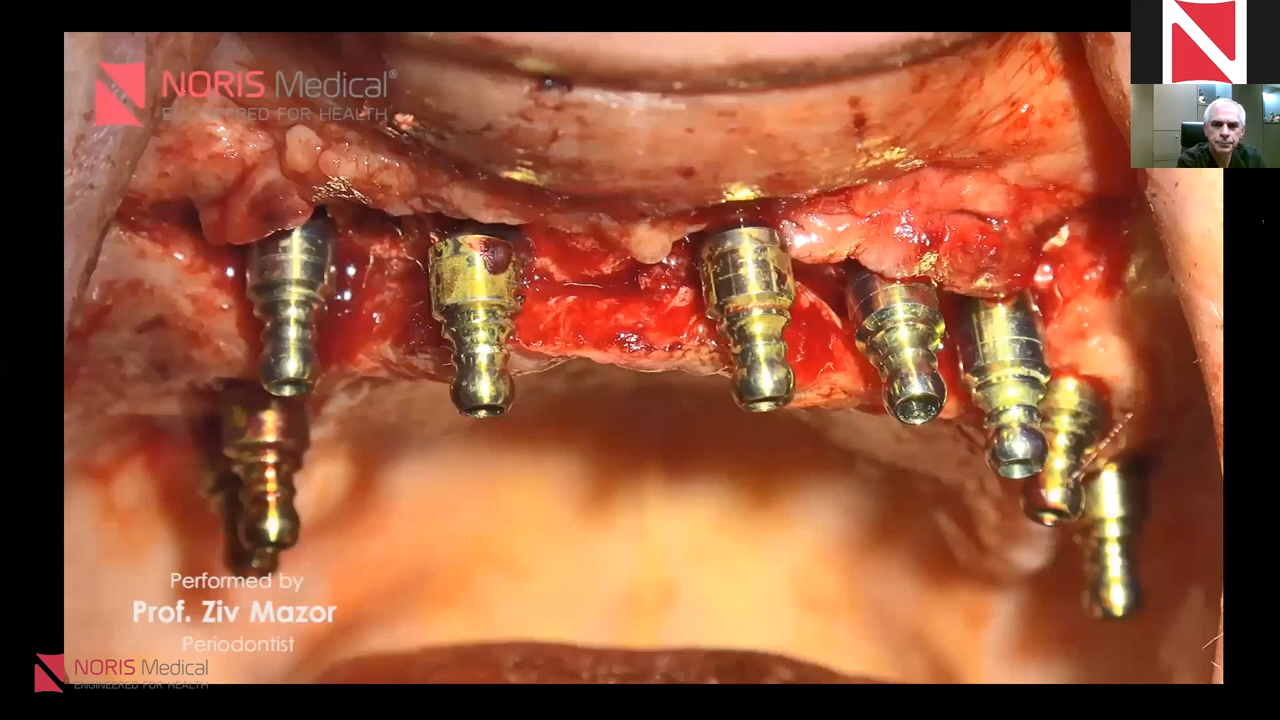 NORIS Medical®
ENGINEERED FOR HEALTH
Performed by
Prof. Ziv Mazor
Periodontist
NORIS Medical
ENGINEERED FOR HEALTH